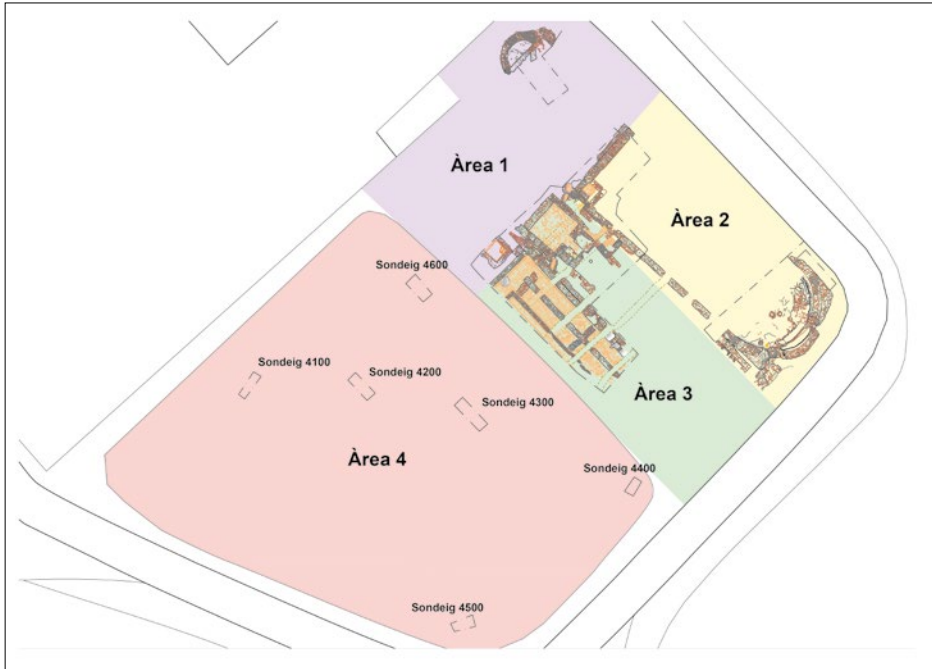 Àrea 1
Àrea 2
Sondeig 4600
Sondeig 4100
Sondeig 4200
Sondeig 4300
Àrea 3
Àrea 4
Sondeig 4400
Sondeig 4500